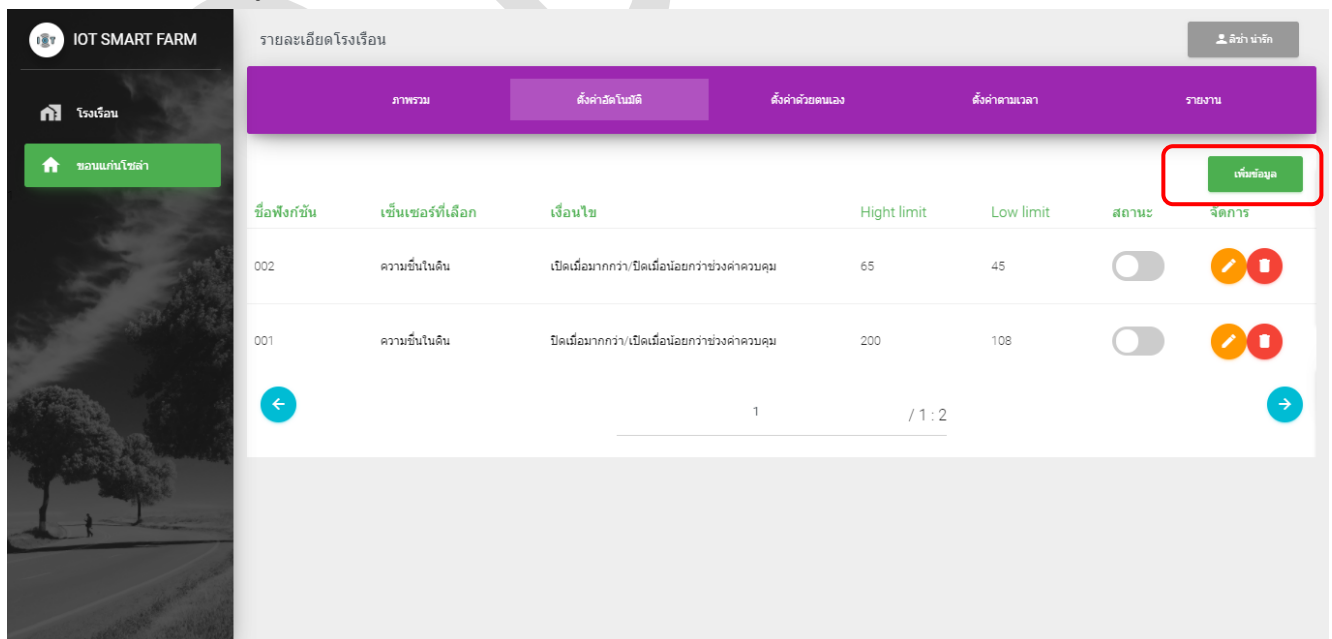 IOT SMART FARM
รายละเอียดโรงเรือน
ลิซ่า น่ารัก
โรงเรือน
ขอนแก่นโซล่า
ภาพรวม ตั้งค่าอัตโนมัติ ตั้งค่าด้วยตนเอง ตั้งค่าตามเวลา รายงาน
เพิ่มข้อมูล
ชื่อฟังก์ชัน เซ็นเซอร์ที่เลือก เงื่อนไข Hight limit Low limit สถานะ จัดการ
002 ความชื่นในดิน เปิดเมื่อมากกว่า/ปิดเมื่อน้อยกว่าช่วงค่าควบคุม 65 45
001 ความชื่นในดิน ปิดเมื่อมากกว่า/เปิดเมื่อน้อยกว่าช่วงค่าควบคุม 200 108
1 / 1 : 2